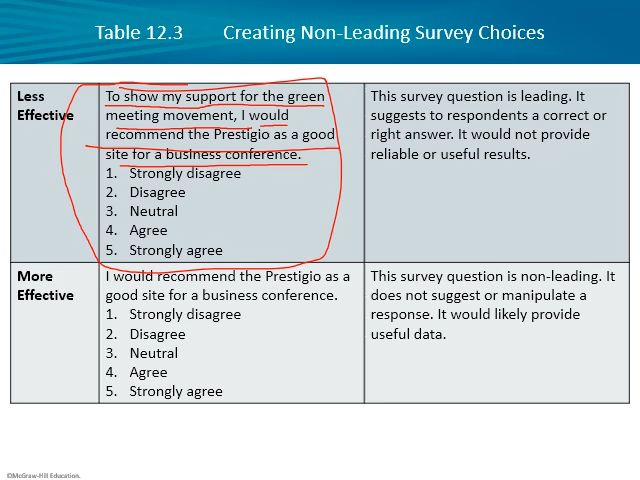 Table 12.3 Creating Non-Leading Survey Choices
Less Effective
To show my support for the green
meeting movement, I would
recommend the Prestigio as a good
site for a business conference.
1. Strongly disagree
2. Disagree
3. Neutral
4. Agree
5. Strongly agree
This survey question is leading. It
suggests to respondents a correct or
right answer. It would not provide
reliable or useful results.
More
Effective
I would recommend the Prestigio as a
good site for a business conference.
1. Strongly disagree
2. Disagree
3. Neutral
4. Agree
5. Strongly agree
This survey question is non-leading. It
does not suggest or manipulate a
response. It would likely provide
useful data.
©McGraw-Hill Education.